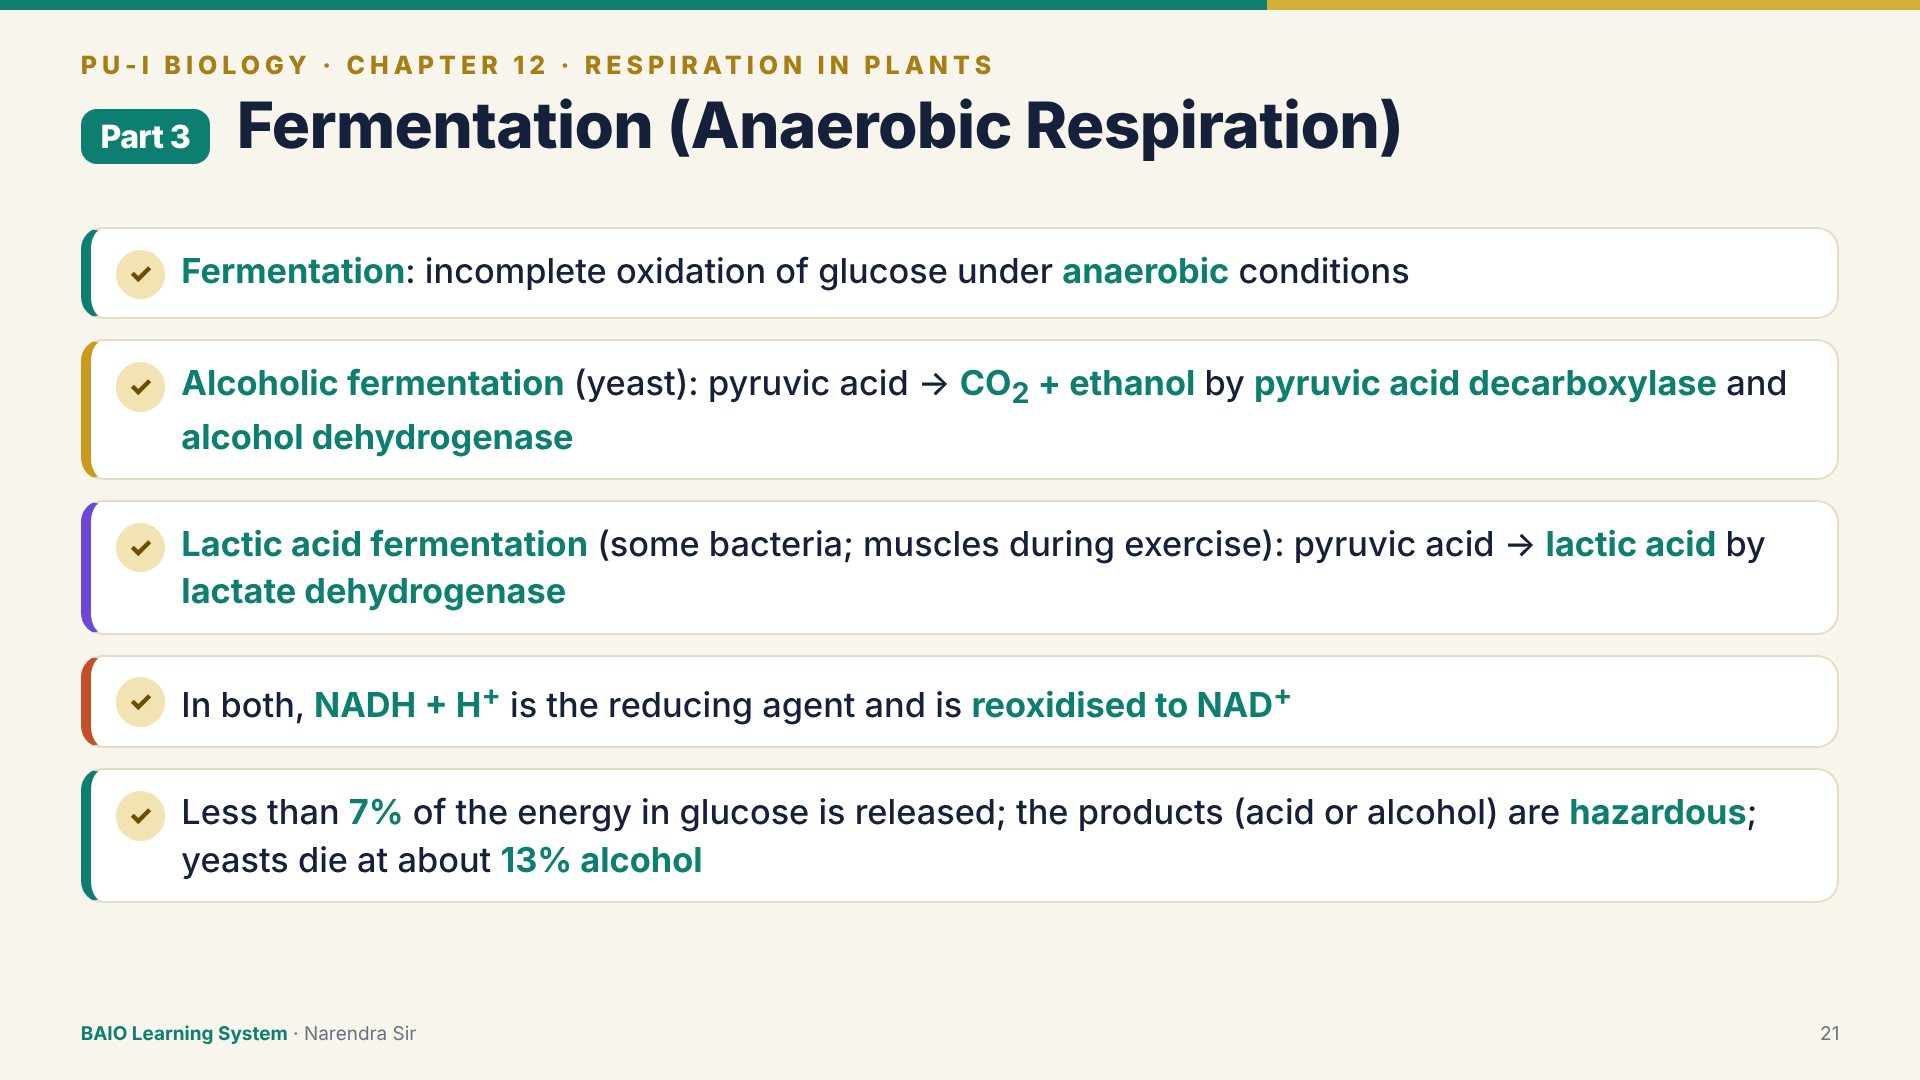 PU-I BIOLOGY · CHAPTER 12 · RESPIRATION IN PLANTS
Part 3 Fermentation (Anaerobic Respiration)
Fermentation: incomplete oxidation of glucose under anaerobic conditions
Alcoholic fermentation (yeast): pyruvic acid → CO₂ + ethanol by pyruvic acid decarboxylase and
alcohol dehydrogenase
Lactic acid fermentation (some bacteria; muscles during exercise): pyruvic acid → lactic acid by
lactate dehydrogenase
In both, NADH + H⁺ is the reducing agent and is reoxidised to NAD⁺
Less than 7% of the energy in glucose is released; the products (acid or alcohol) are hazardous;
yeasts die at about 13% alcohol
BAIO Learning System · Narendra Sir
21